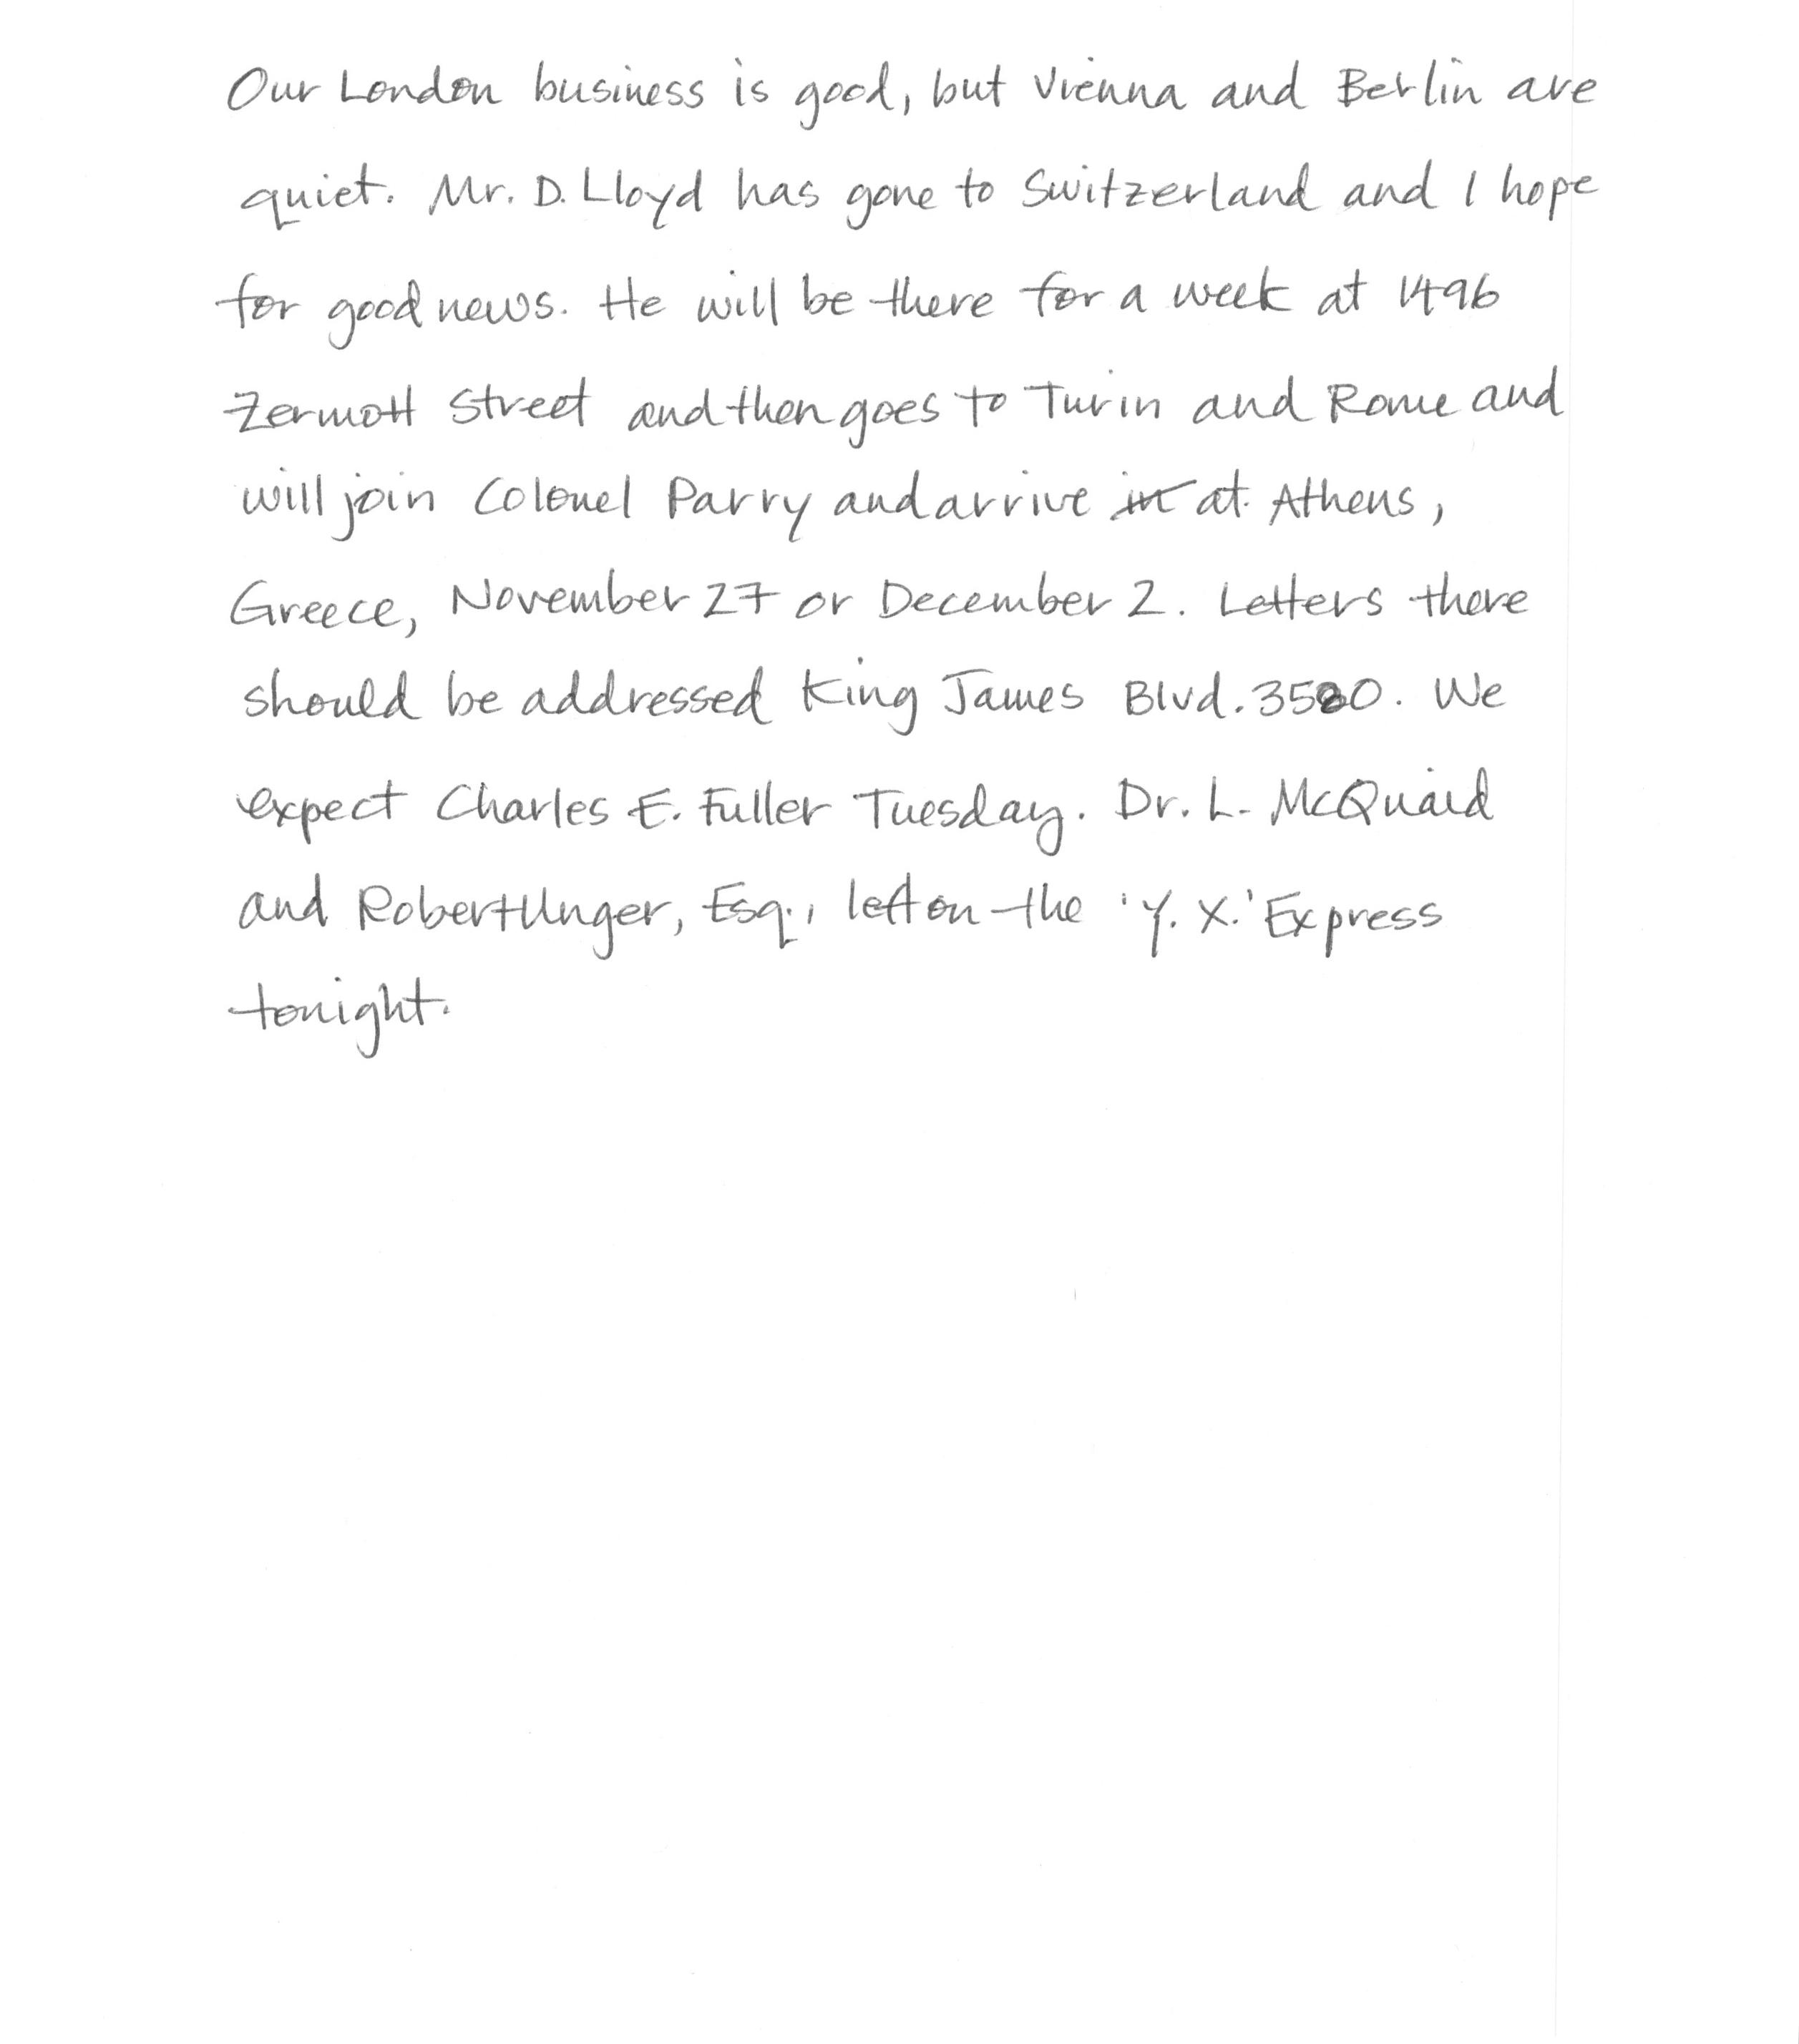 Our London business is good, but Vienna and Berlin are
quiet. Mr. D. Lloyd has gone to Switzerland and I hope
for good news. He will be there for a week at 1496
Zermott Street and then goes to Turin and Rome and
will join Colonel Parry and arrive in at Athens,
Greece, November 27 or December 2. Letters there
should be addressed King James Blvd. 3580. We
expect Charles E. Fuller Tuesday. Dr. L. McQuaid
and Robert Unger, Esq., left on the 'Y. X.' Express
tonight.